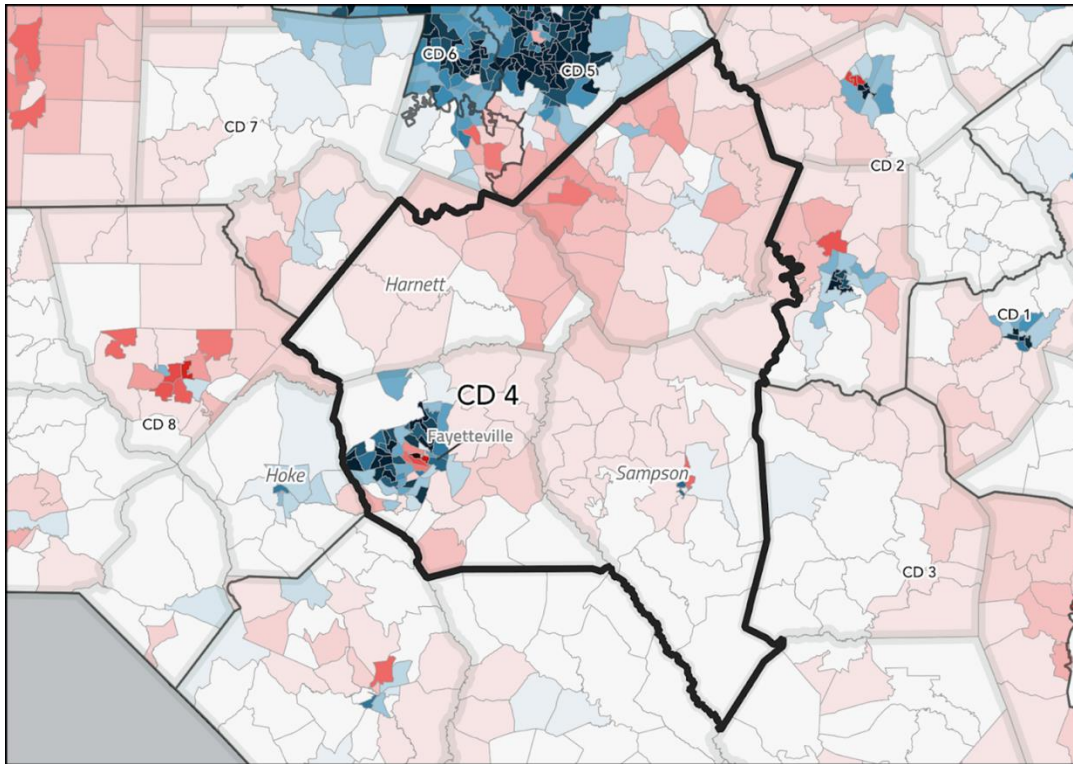 CD 6
CD 5
CD 7
CD 2
Harnett
CD 1
CD 4
CD 8
Fayetteville
Hoke
Sampson
CD 3